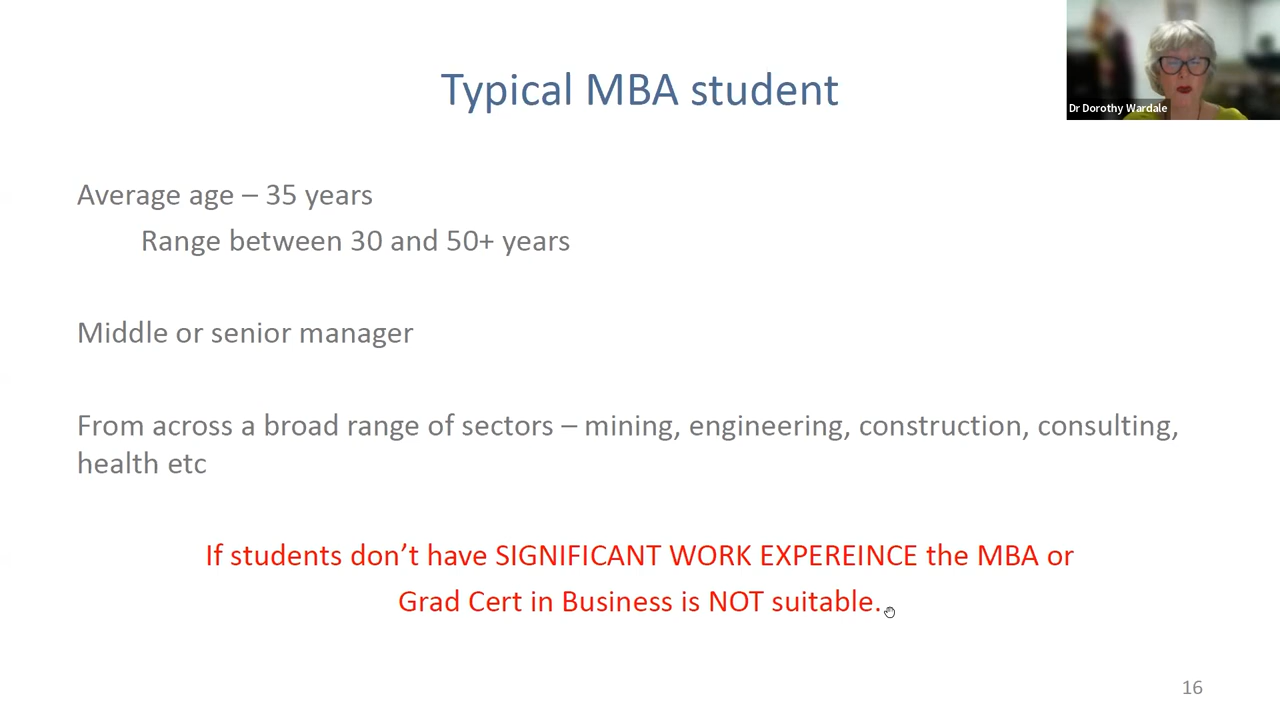 Typical MBA student
Dr Dorothy Wardale
Average age – 35 years
Range between 30 and 50+ years
Middle or senior manager
From across a broad range of sectors – mining, engineering, construction, consulting,
health etc
If students don’t have SIGNIFICANT WORK EXPEREINCE the MBA or
Grad Cert in Business is NOT suitable.
16